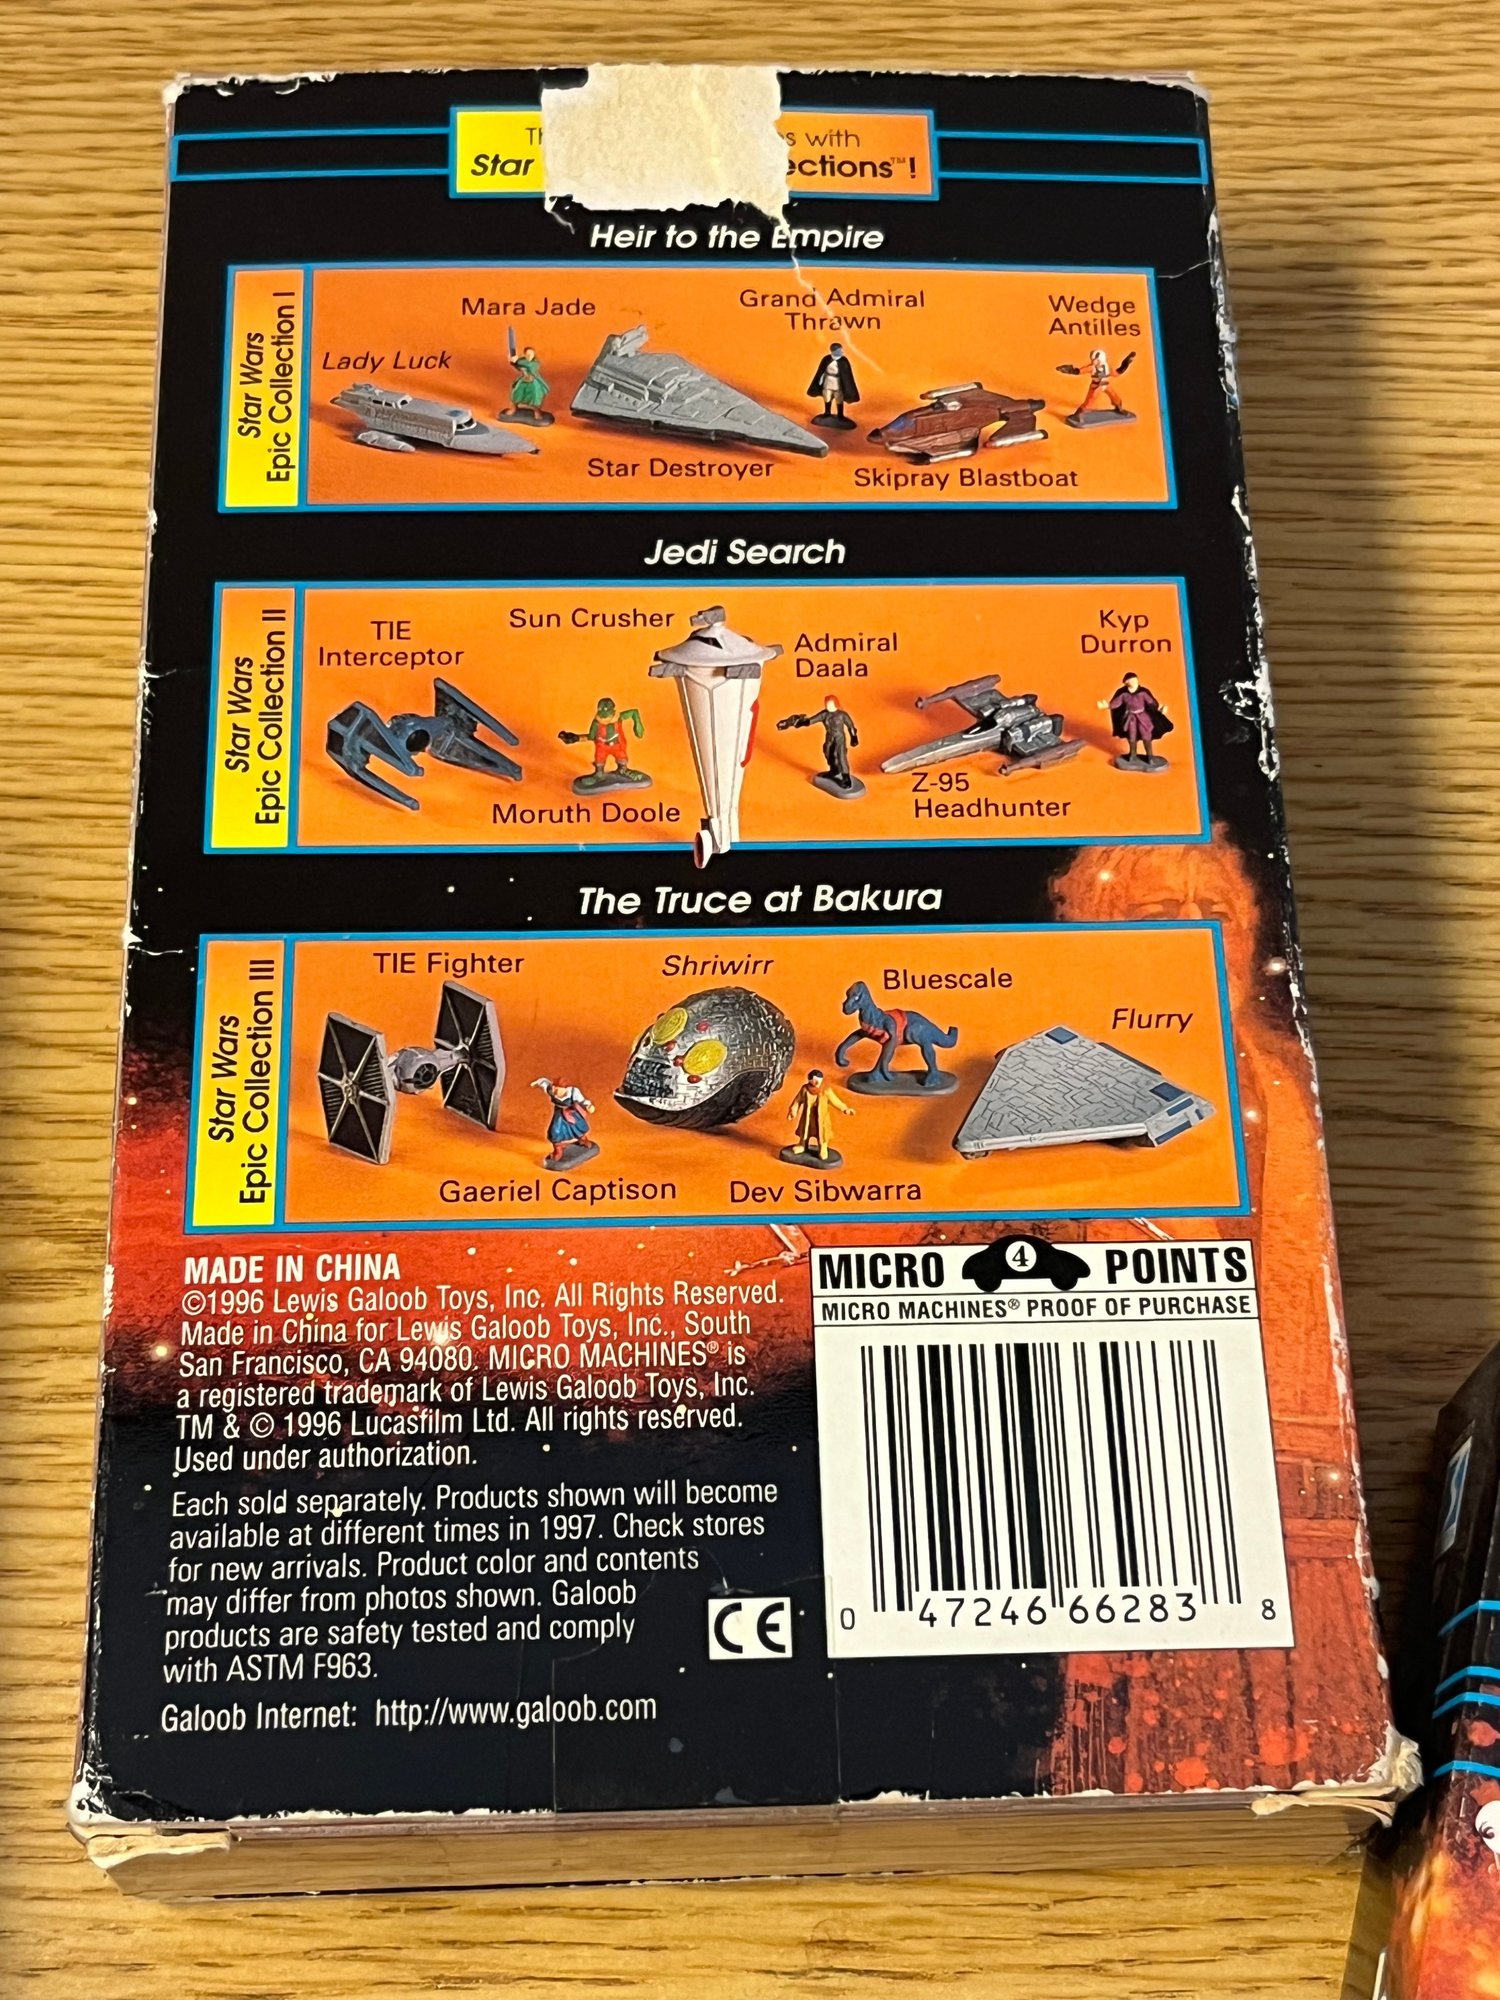 s with
Star ections™!
Heir to the Empire
Star Wars
Epic Collection I
Lady Luck
Mara Jade
Star Destroyer
Grand Admiral
Thrawn
Skipray Blastboat
Wedge
Antilles
Jedi Search
Star Wars
Epic Collection II
TIE
Interceptor
Sun Crusher
Moruth Doole
Admiral
Daala
Z-95
Headhunter
Kyp
Durron
The Truce at Bakura
Star Wars
Epic Collection III
TIE Fighter
Shriwirr
Bluescale
Flurry
Gaeriel Captison
Dev Sibwarra
MADE IN CHINA
©1996 Lewis Galoob Toys, Inc. All Rights Reserved.
Made in China for Lewis Galoob Toys, Inc., South
San Francisco, CA 94080. MICRO MACHINES® is
a registered trademark of Lewis Galoob Toys, Inc.
TM & © 1996 Lucasfilm Ltd. All rights reserved.
Used under authorization.
Each sold separately. Products shown will become
available at different times in 1997. Check stores
for new arrivals. Product color and contents
may differ from photos shown. Galoob
products are safety tested and comply
with ASTM F963.
Galoob Internet: http://www.galoob.com
CE
MICRO 4 POINTS
MICRO MACHINES® PROOF OF PURCHASE
0 47246 66283 8